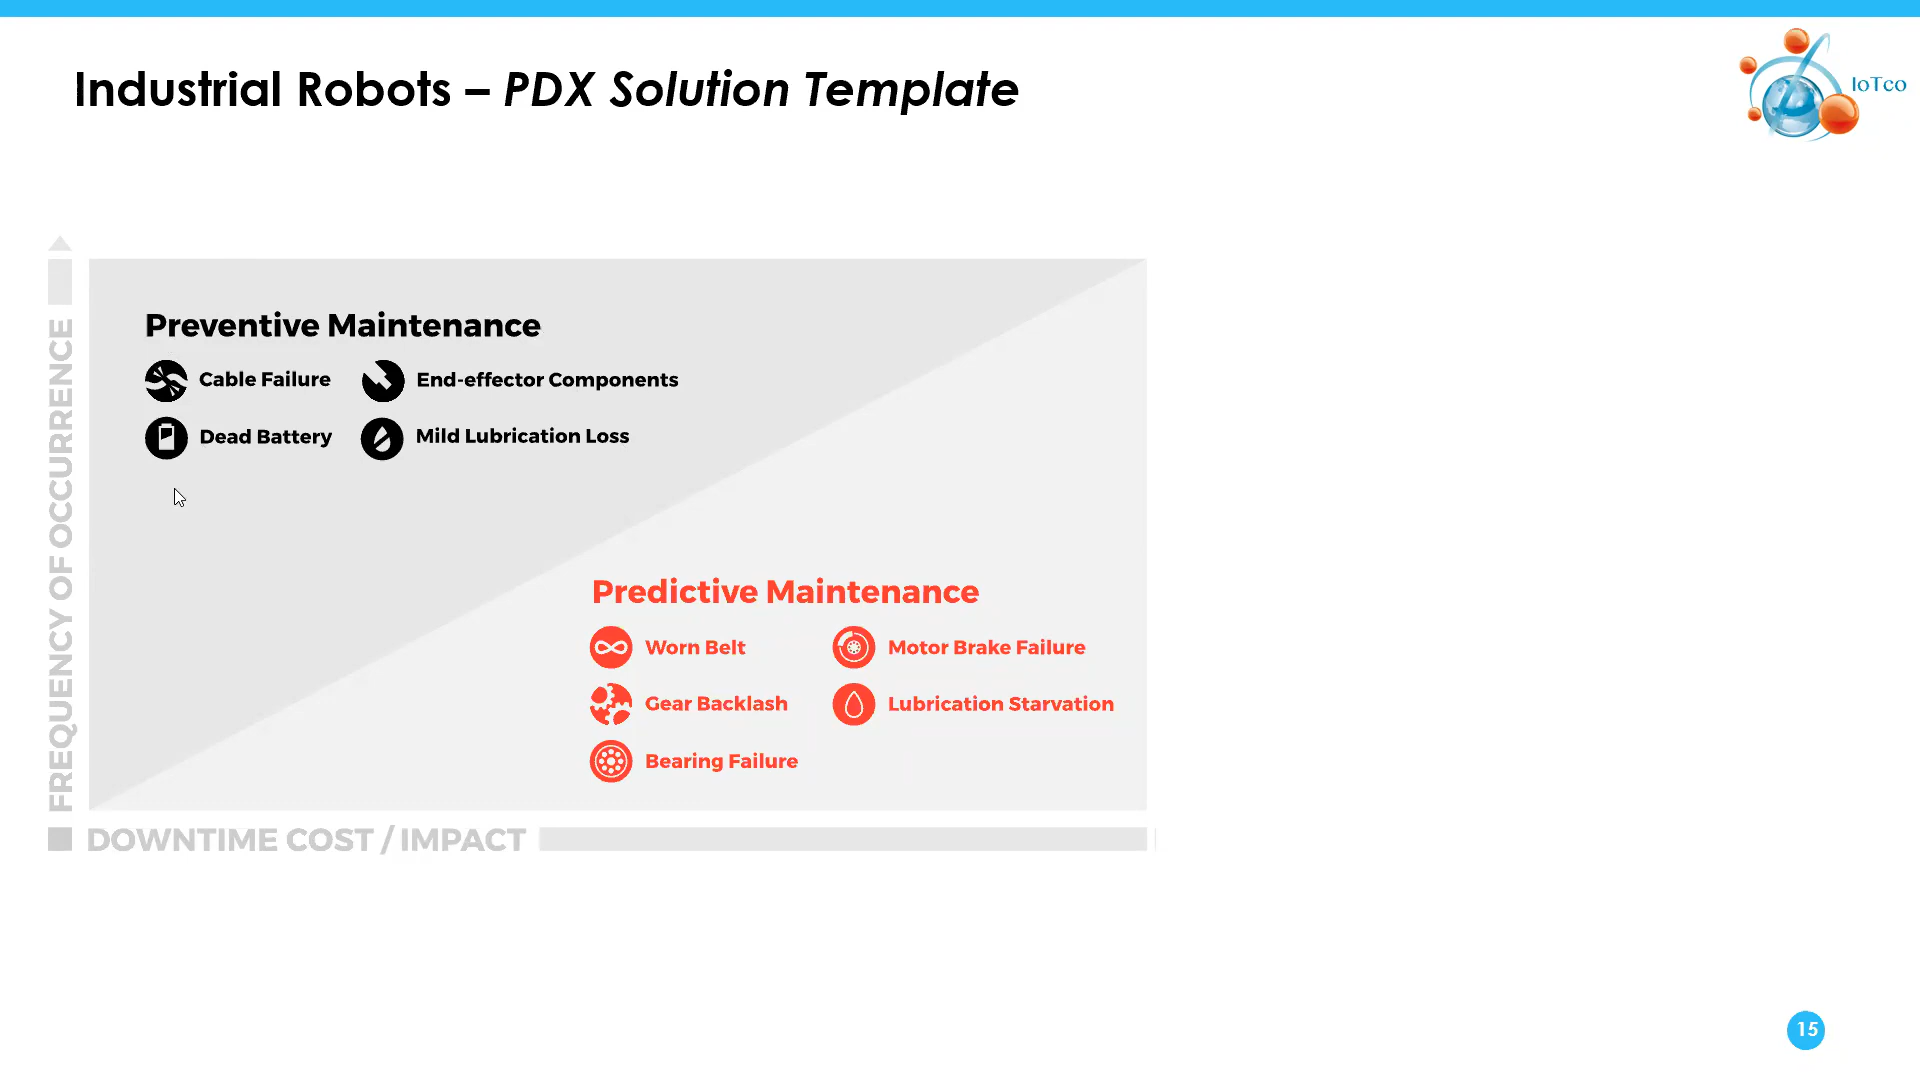 Industrial Robots – PDX Solution Template
IoTco
FREQUENCY OF OCCURRENCE
Preventive Maintenance
Cable Failure
End-effector Components
Dead Battery
Mild Lubrication Loss
Predictive Maintenance
Worn Belt
Motor Brake Failure
Gear Backlash
Lubrication Starvation
Bearing Failure
DOWNTIME COST / IMPACT
15